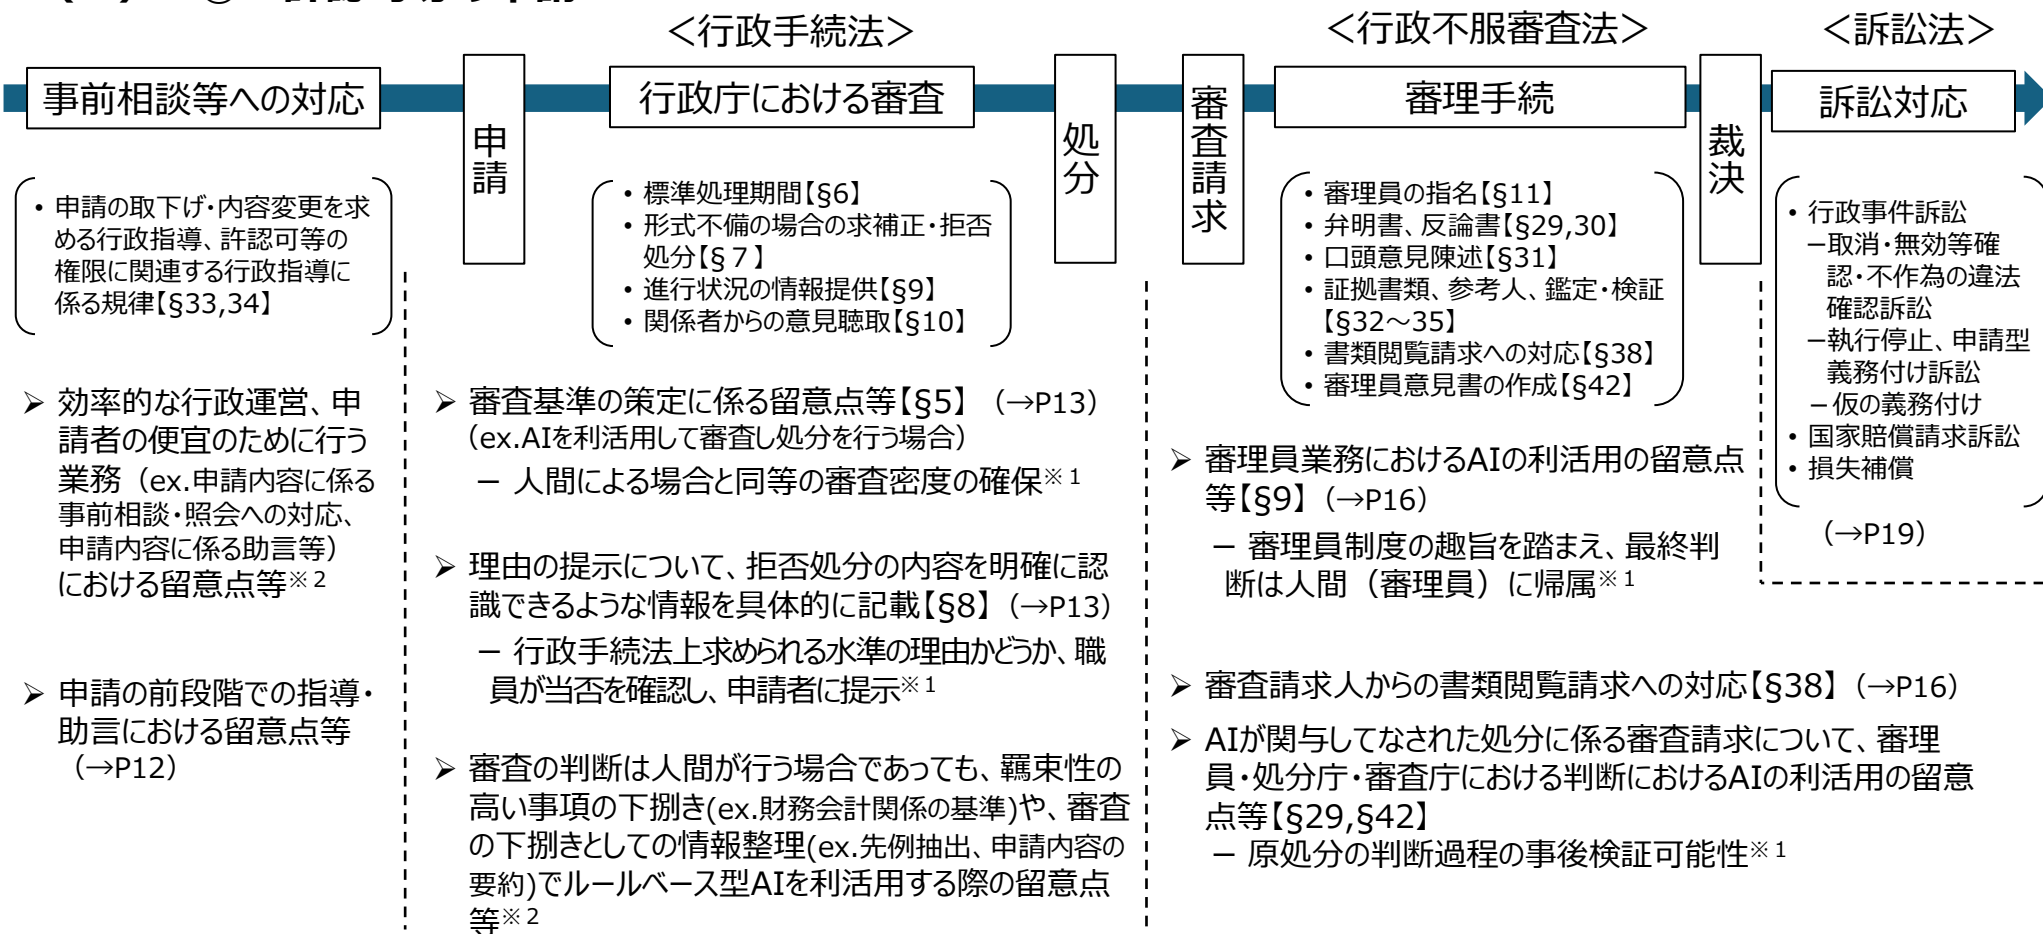 ＜行政手続法＞
＜行政不服審査法＞
＜訴訟法＞
事前相談等への対応
申請
行政庁における審査
処分
審査請求
審理手続
裁決
訴訟対応
• 申請の取下げ・内容変更を求
める行政指導、許認可等の
権限に関連する行政指導に
係る規律【§33,34】
➢ 効率的な行政運営、申
請者の便宜のために行う
業務（ex.申請内容に係る
事前相談・照会への対応、
申請内容に係る助言等）
における留意点等※２
➢ 申請の前段階での指導・
助言における留意点等
（→P12）
• 標準処理期間【§6】
• 形式不備の場合の求補正・拒否
処分【§７】
• 進行状況の情報提供【§9】
• 関係者からの意見聴取【§10】
➢ 審査基準の策定に係る留意点等【§5】（→P13）
（ex.AIを利活用して審査し処分を行う場合）
－ 人間による場合と同等の審査密度の確保※１
➢ 理由の提示について、拒否処分の内容を明確に認
識できるような情報を具体的に記載【§8】（→P13）
－ 行政手続法上求められる水準の理由かどうか、職
員が当否を確認し、申請者に提示※１
➢ 審査の判断は人間が行う場合であっても、羈束性の
高い事項の下捌き(ex.財務会計関係の基準)や、審査
の下捌きとしての情報整理(ex.先例抽出、申請内容の
要約)でルールベース型AIを利活用する際の留意点
等※２
• 審理員の指名【§11】
• 弁明書、反論書【§29,30】
• 口頭意見陳述【§31】
• 証拠書類、参考人、鑑定・検証
【§32～35】
• 書類閲覧請求への対応【§38】
• 審理員意見書の作成【§42】
➢ 審理員業務におけるAIの利活用の留意点
等【§9】（→P16）
－ 審理員制度の趣旨を踏まえ、最終判
断は人間（審理員）に帰属※１
➢ 審査請求人からの書類閲覧請求への対応【§38】（→P16）
➢ AIが関与してなされた処分に係る審査請求について、審理
員・処分庁・審査庁における判断におけるAIの利活用の留意
点等【§29,§42】
－ 原処分の判断過程の事後検証可能性※１
• 行政事件訴訟
－取消・無効等確
認・不作為の違法
確認訴訟
－執行停止、申請型
義務付け訴訟
－仮の義務付け
• 国家賠償請求訴訟
• 損失補償
（→P19）